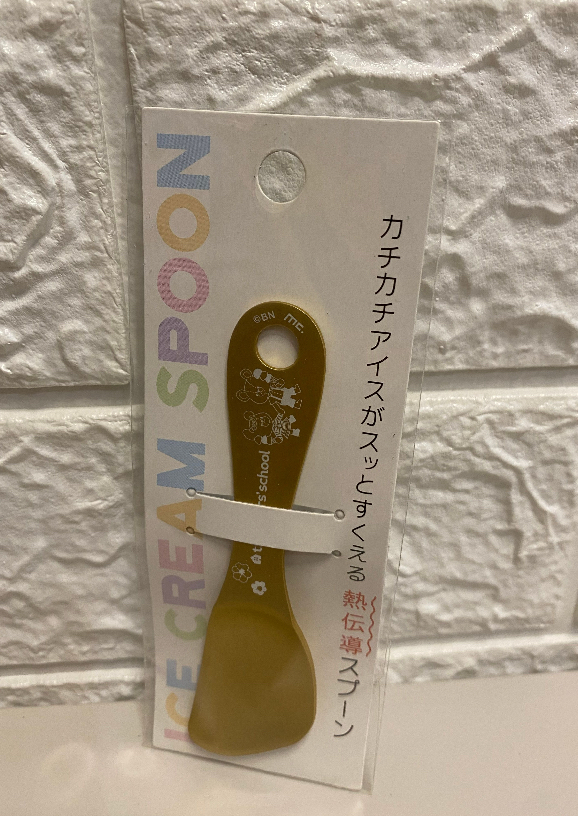 ICE CREAM SPOON
カチカチアイスがスッとすくえる
熱伝導スプーン
©BN mc.
's school